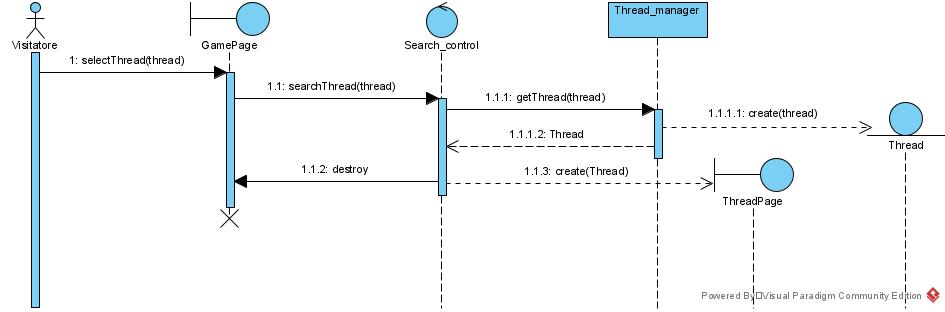 Visitatore
GamePage
Search_control
Thread_manager
1: selectThread(thread)
1.1: searchThread(thread)
1.1.1: getThread(thread)
1.1.1.1: create(thread)
Thread
1.1.1.2: Thread
1.1.2: destroy
1.1.3: create(Thread)
ThreadPage
Powered By Visual Paradigm Community Edition